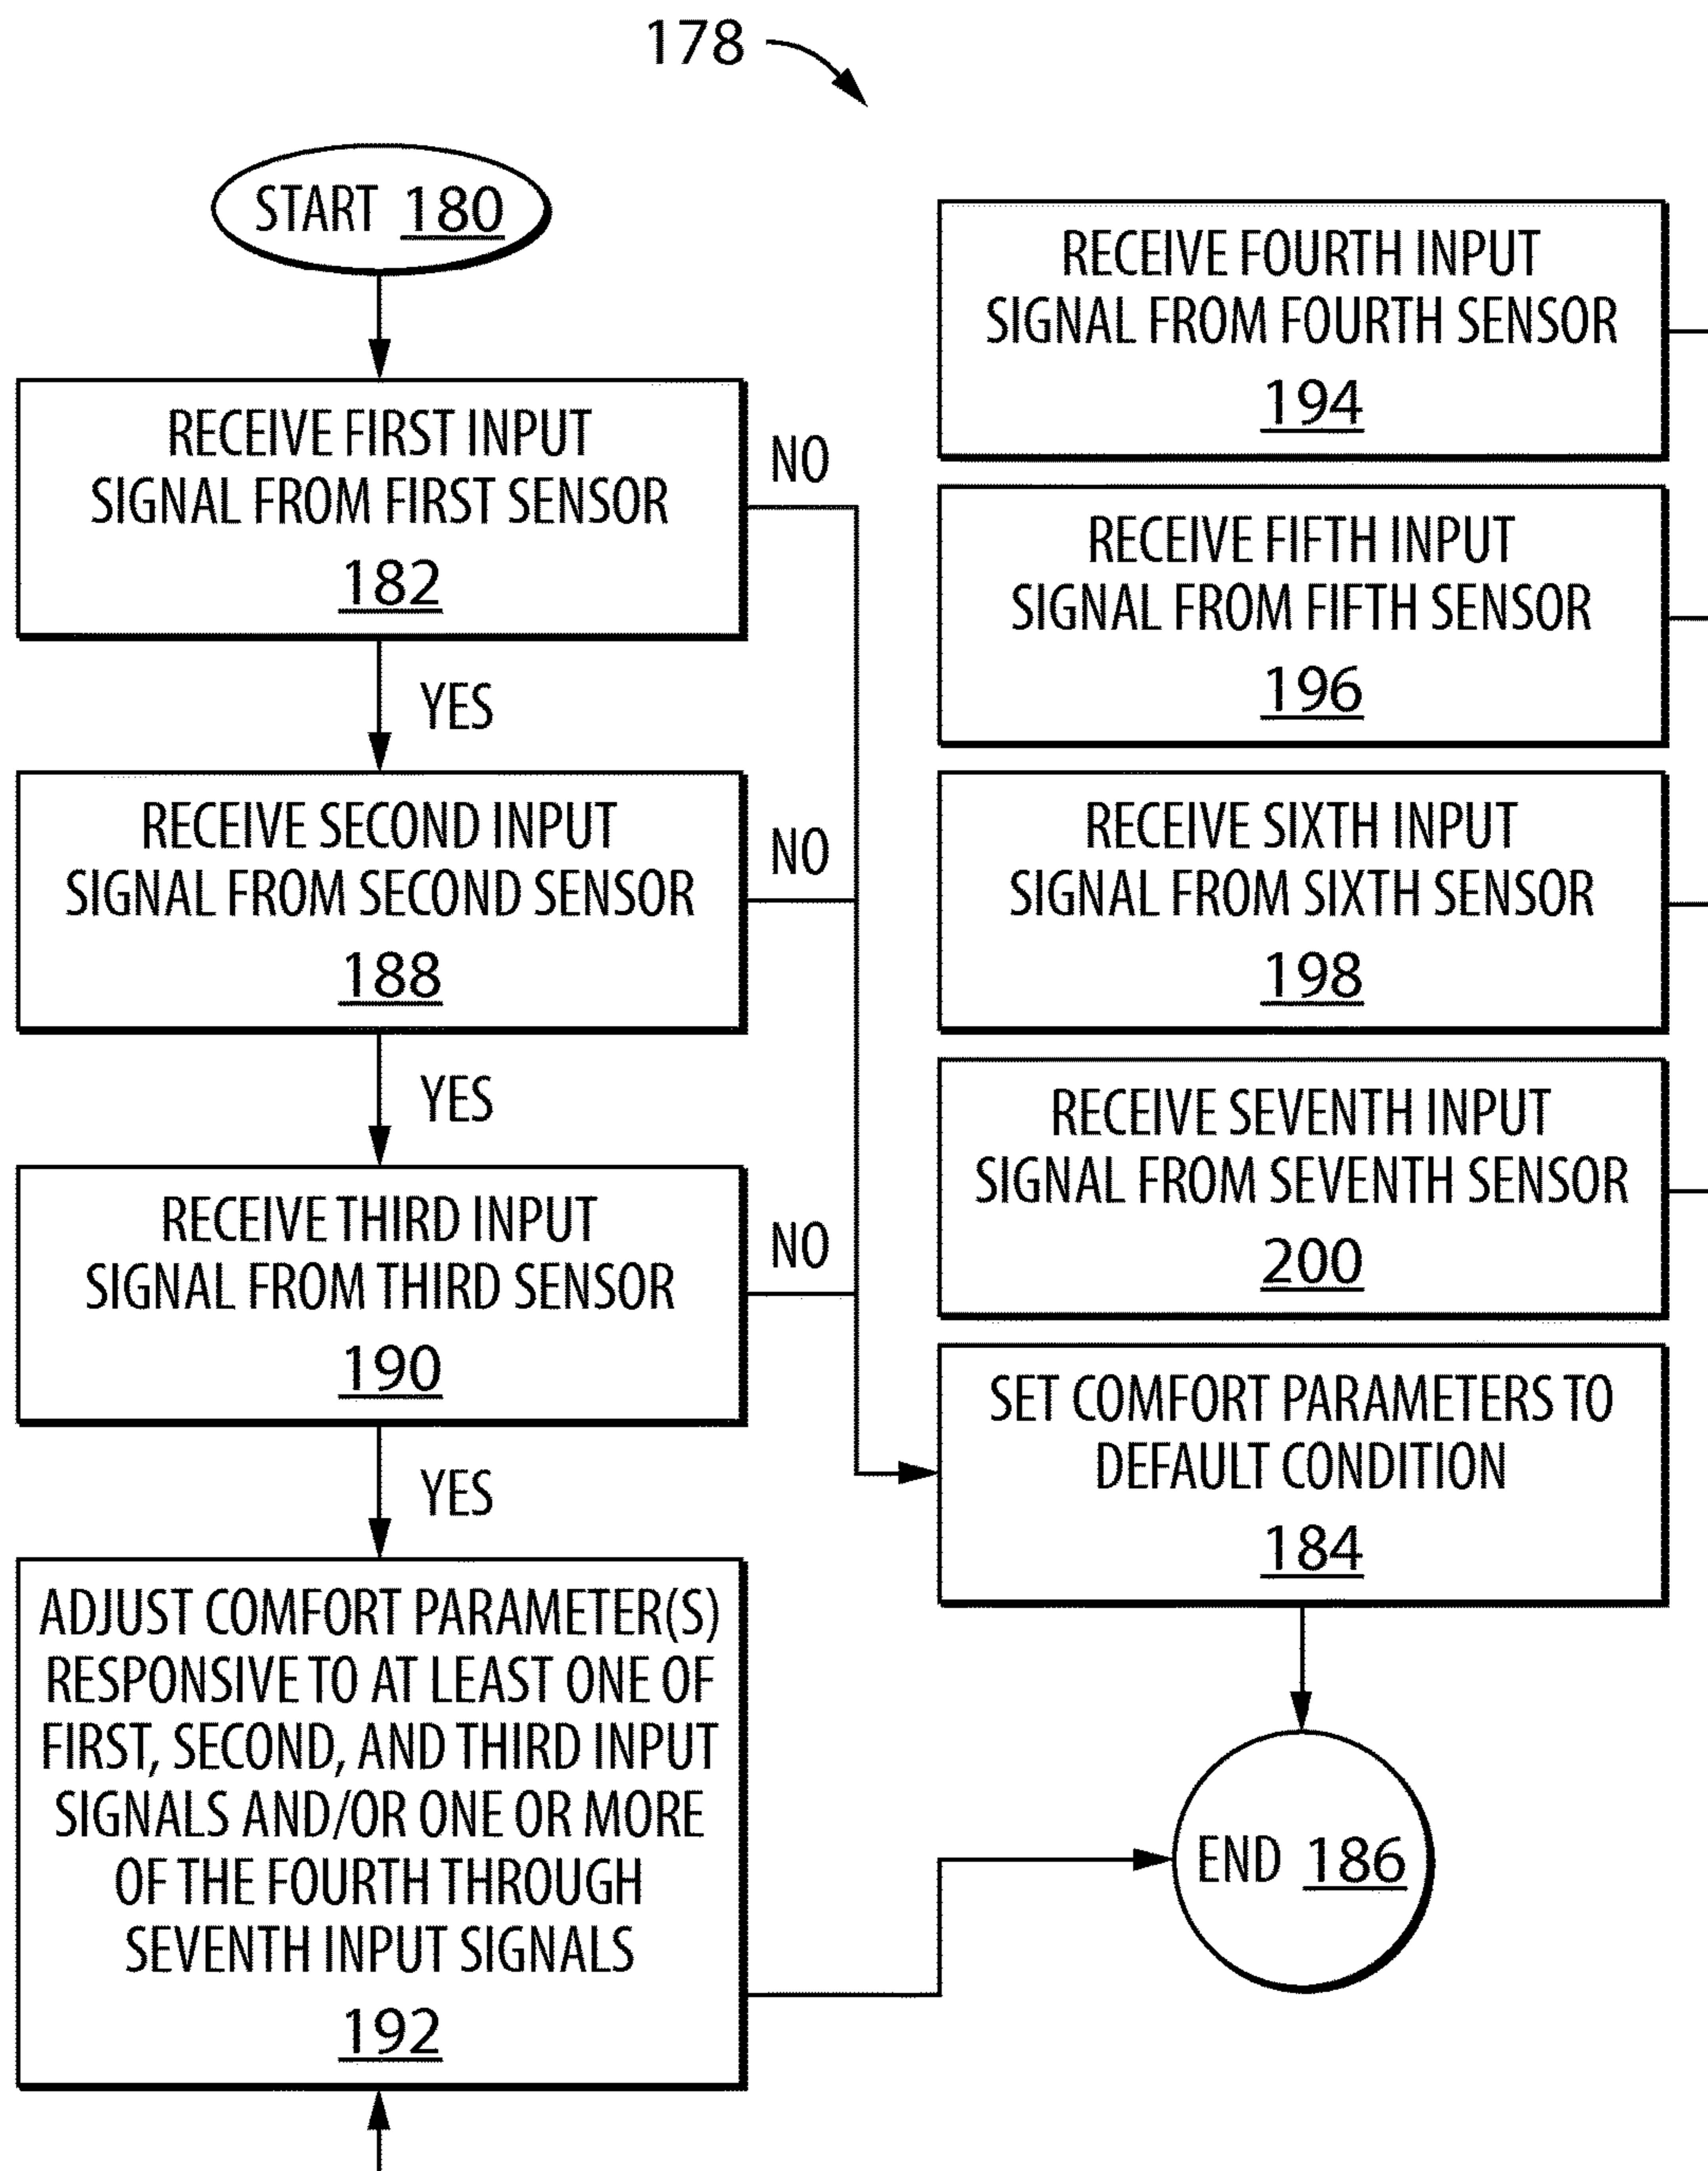 178
START 180
RECEIVE FIRST INPUT
SIGNAL FROM FIRST SENSOR
182
NO
YES
RECEIVE SECOND INPUT
SIGNAL FROM SECOND SENSOR
188
NO
YES
RECEIVE THIRD INPUT
SIGNAL FROM THIRD SENSOR
190
NO
YES
ADJUST COMFORT PARAMETER(S)
RESPONSIVE TO AT LEAST ONE OF
FIRST, SECOND, AND THIRD INPUT
SIGNALS AND/OR ONE OR MORE
OF THE FOURTH THROUGH
SEVENTH INPUT SIGNALS
192
RECEIVE FOURTH INPUT
SIGNAL FROM FOURTH SENSOR
194
RECEIVE FIFTH INPUT
SIGNAL FROM FIFTH SENSOR
196
RECEIVE SIXTH INPUT
SIGNAL FROM SIXTH SENSOR
198
RECEIVE SEVENTH INPUT
SIGNAL FROM SEVENTH SENSOR
200
SET COMFORT PARAMETERS TO
DEFAULT CONDITION
184
END 186